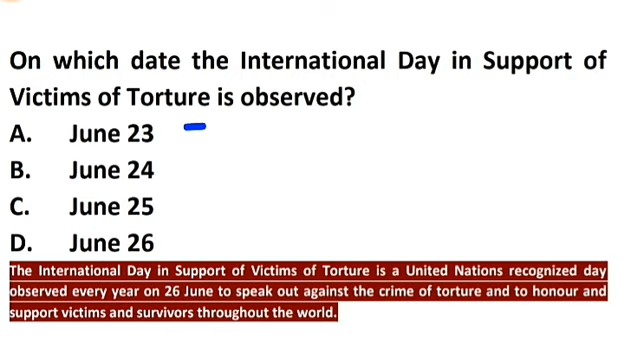 On which date the International Day in Support of
Victims of Torture is observed?
A. June 23
B. June 24
C. June 25
D. June 26
The International Day in Support of Victims of Torture is a United Nations recognized day
observed every year on 26 June to speak out against the crime of torture and to honour and
support victims and survivors throughout the world.